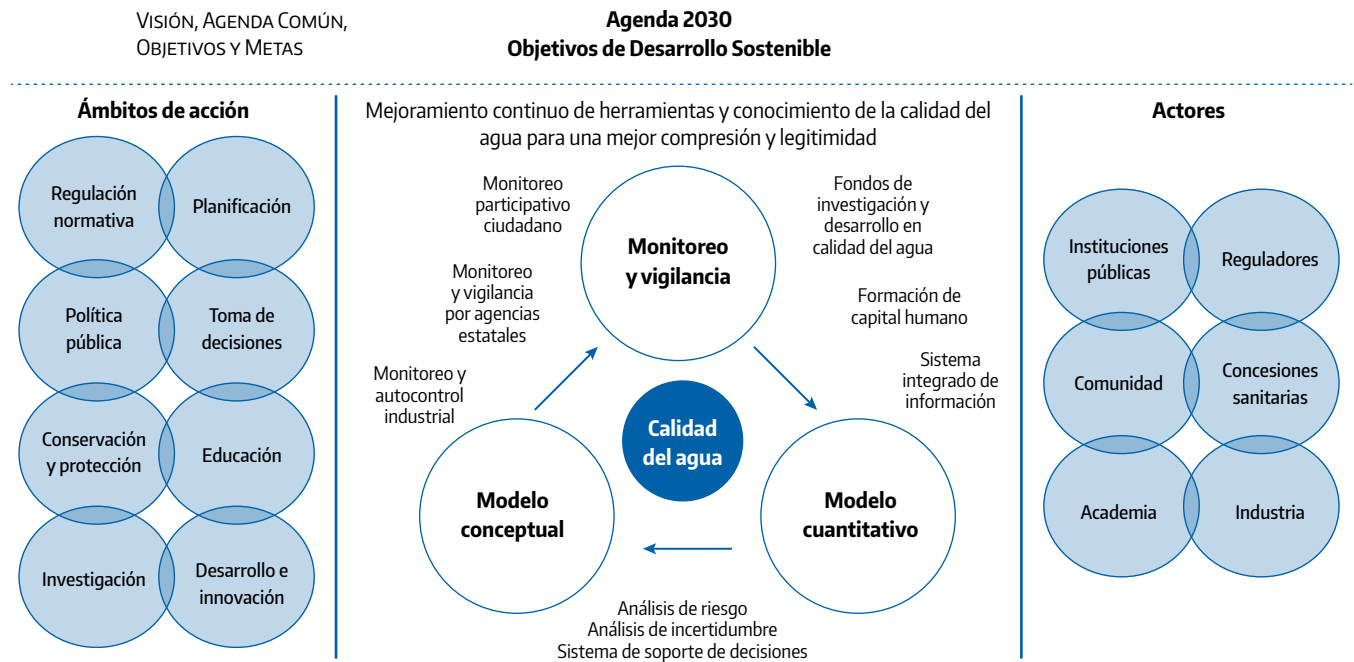 Visión, Agenda Común,
Objetivos y Metas
Agenda 2030
Objetivos de Desarrollo Sostenible
Ámbitos de acción
Regulación
normativa
Planificación
Política
pública
Toma de
decisiones
Conservación
y protección
Educación
Investigación
Desarrollo e
innovación
Mejoramiento continuo de herramientas y conocimiento de la calidad del
agua para una mejor compresión y legitimidad
Monitoreo
participativo
ciudadano
Monitoreo
y vigilancia
por agencias
estatales
Monitoreo y
autocontrol
industrial
Monitoreo
y vigilancia
Fondos de
investigación y
desarrollo en
calidad del agua
Formación de
capital humano
Sistema
integrado de
información
Calidad
del agua
Modelo
conceptual
Modelo
cuantitativo
Análisis de riesgo
Análisis de incertidumbre
Sistema de soporte de decisiones
Actores
Instituciones
públicas
Reguladores
Comunidad
Concesiones
sanitarias
Academia
Industria